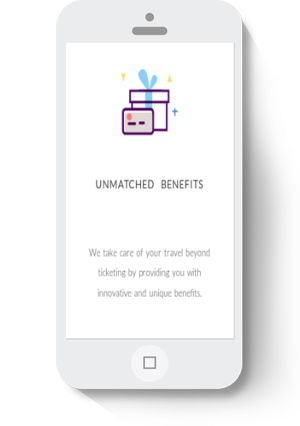 UNMATCHED BENEFITS
We take care of your travel beyond
ticketing by providing you with
innovative and unique benefits.